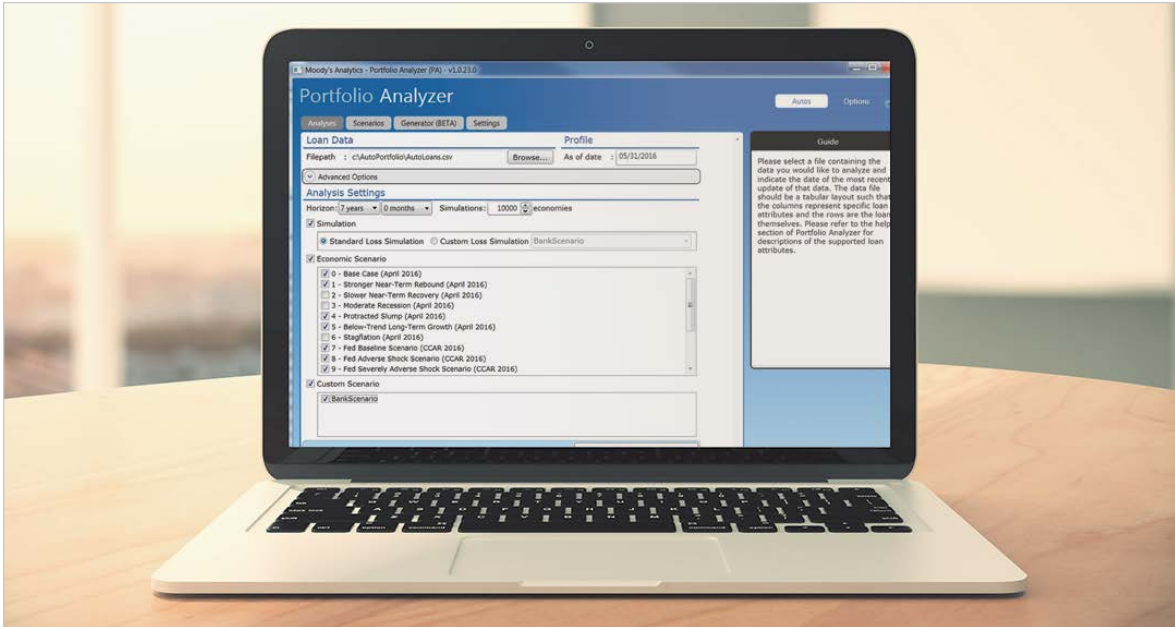 Moody's Analytics - Portfolio Analyzer (PA) - v1.0.23.0
Portfolio Analyzer
Autos Options
Analysis Scenarios Generator (BETA) Settings
Loan Data Profile
Filepath : c\AutoPortfolio\AutoLoans.csv Browse... As of date : 05/31/2016
Advanced Options
Analysis Settings
Horizon: 7 years 0 months Simulations: 10000 economies
Simulation
Standard Loss Simulation Custom Loss Simulation BankScenario
Economic Scenario
0 - Base Case (April 2016)
1 - Stronger Near-Term Rebound (April 2016)
2 - Slower Near-Term Recovery (April 2016)
3 - Moderate Recession (April 2016)
4 - Protracted Slump (April 2016)
5 - Below-Trend Long-Term Growth (April 2016)
6 - Stagflation (April 2016)
7 - Fed Baseline Scenario (CCAR 2016)
8 - Fed Adverse Shock Scenario (CCAR 2016)
9 - Fed Severely Adverse Shock Scenario (CCAR 2016)
Custom Scenario
BankScenario
Guide
Please select a file containing the
data you would like to analyze and
indicate the date of the most recent
update of that data. The data file
should be a tabular layout such that
the columns represent specific loan
attributes and the rows are the loan
themselves. Please refer to the help
section of Portfolio Analyzer for
descriptions of the supported loan
attributes.
option command command option